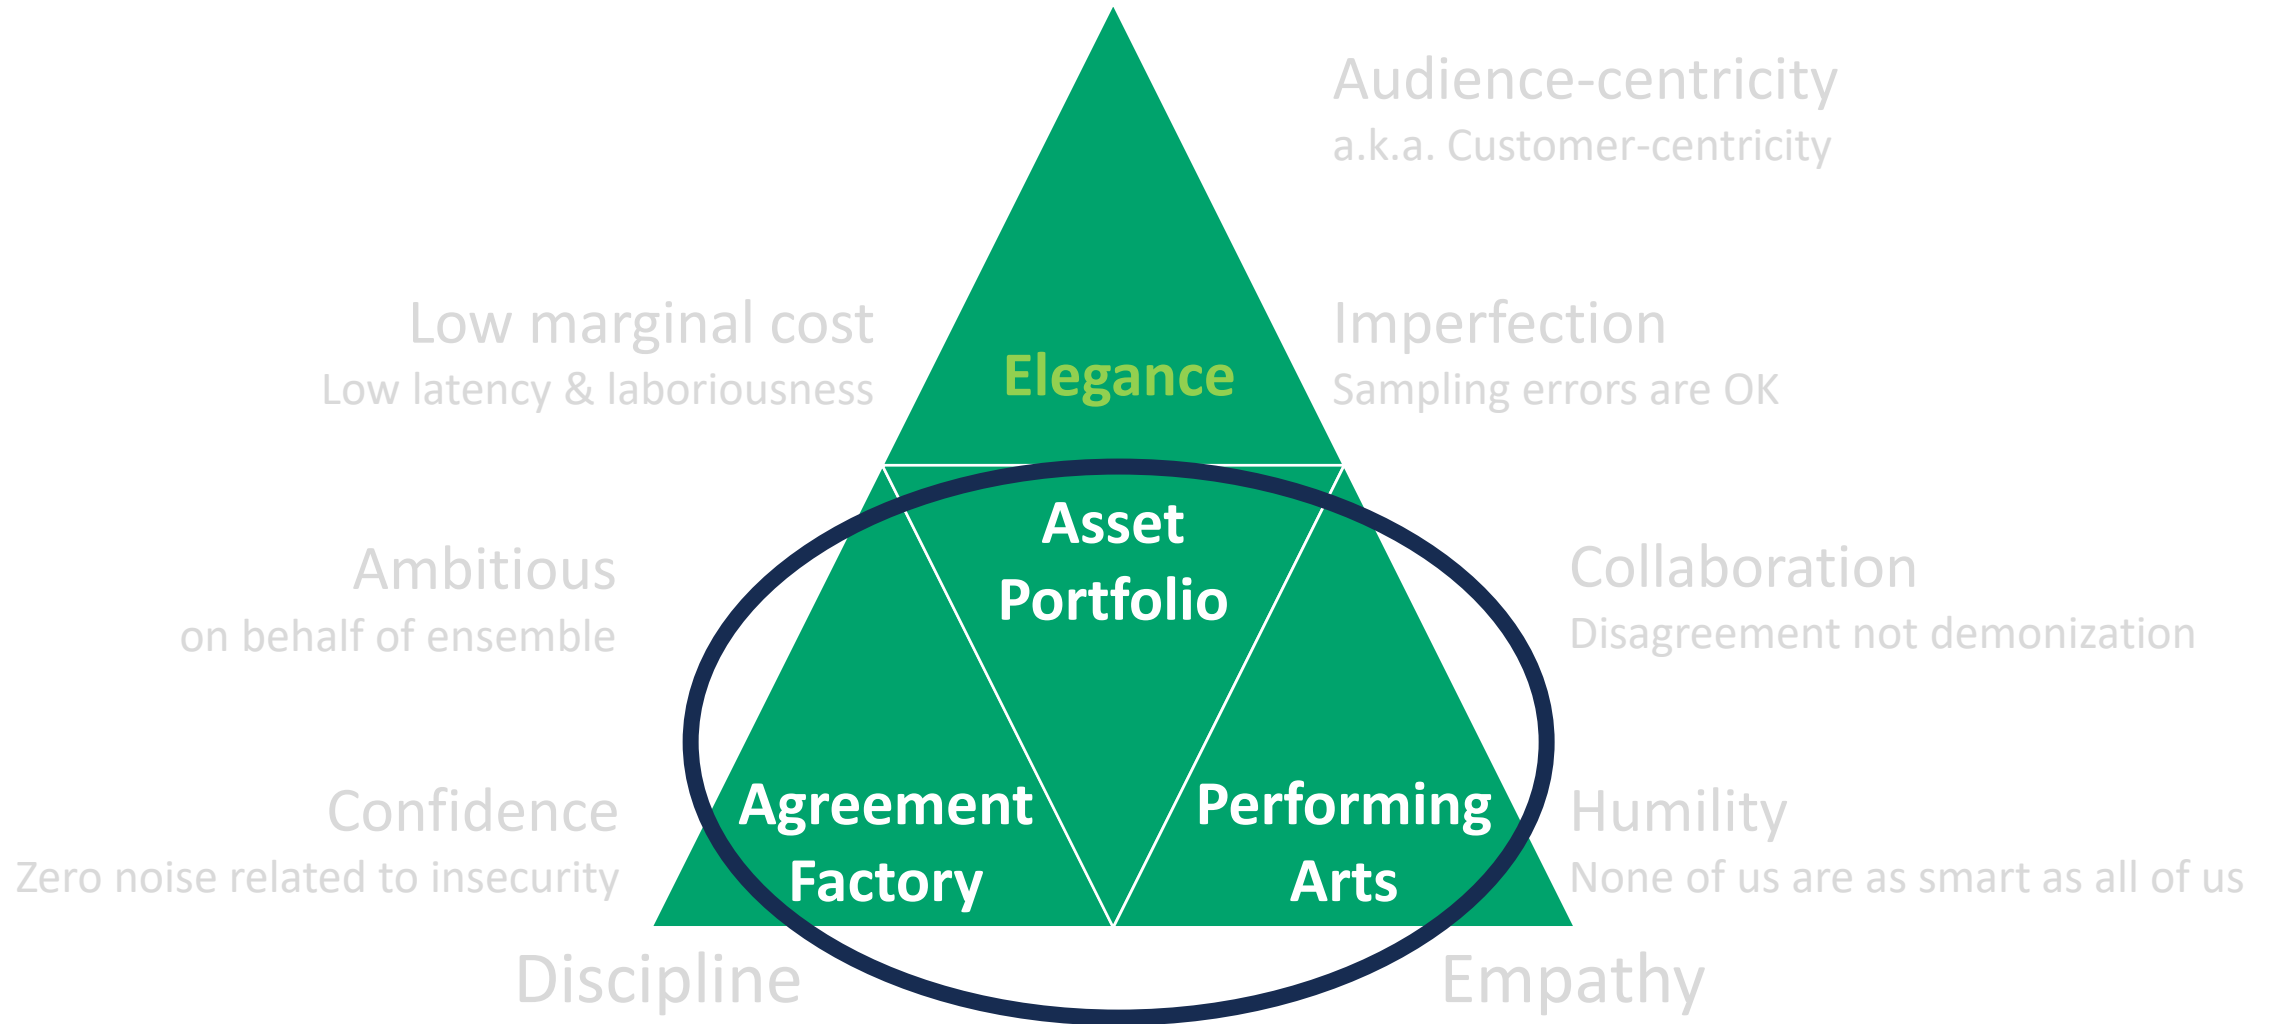 Audience-centricity
a.k.a. Customer-centricity
Low marginal cost
Low latency & laboriousness
Elegance
Imperfection
Sampling errors are OK
Asset
Portfolio
Ambitious
on behalf of ensemble
Collaboration
Disagreement not demonization
Confidence
Zero noise related to insecurity
Agreement
Factory
Performing
Arts
Humility
None of us are as smart as all of us
Discipline
Empathy